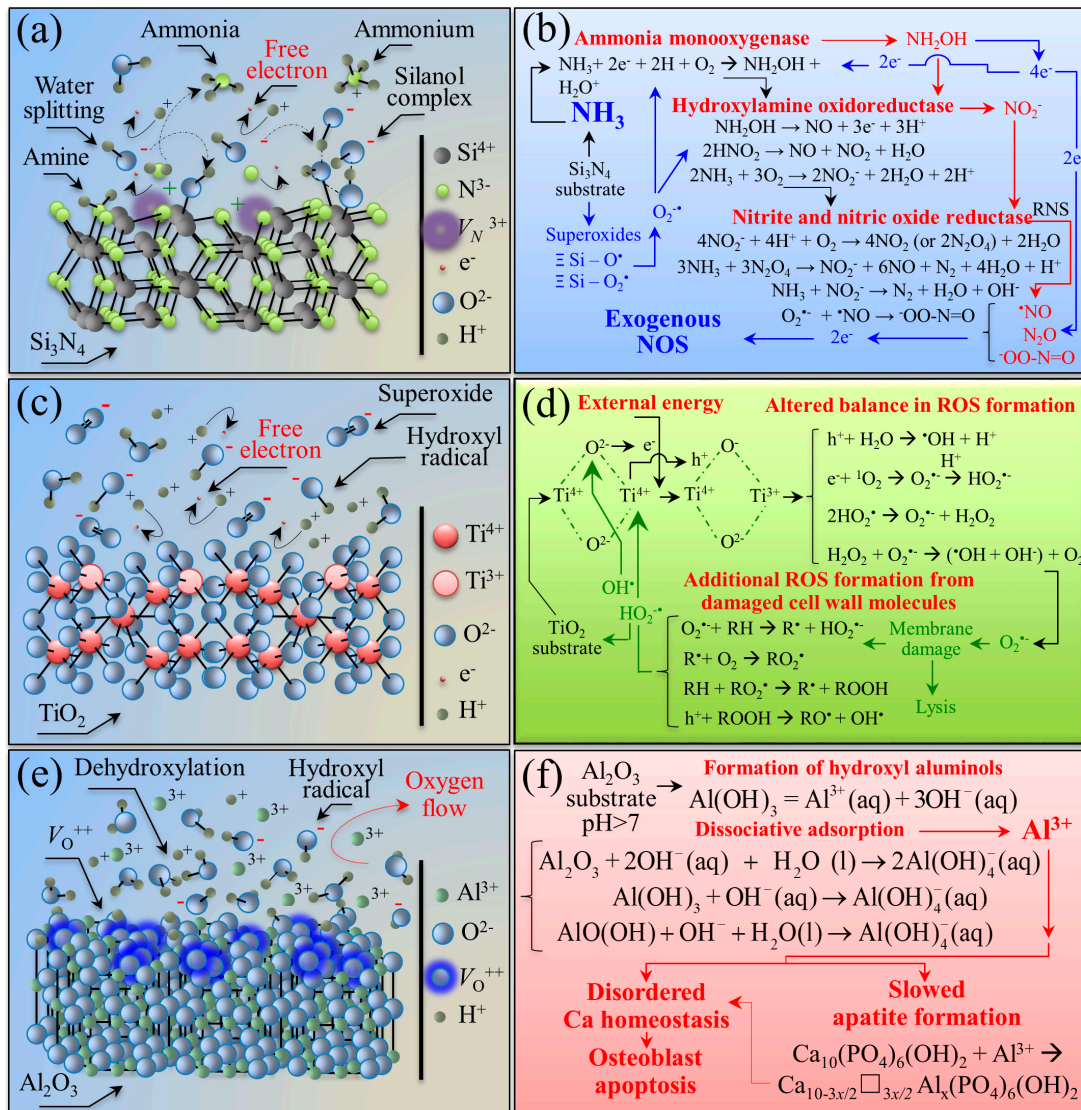 (a)
Ammonia
Free
electron
Ammonium
Water
splitting
Silanol
complex
Amine
+
+
Si⁴⁺
N³⁻
V_N ³⁺
e⁻
O²⁻
H⁺
Si₃N₄
(b)
Ammonia monooxygenase
NH₂OH
NH₃ + 2e⁻ + 2H + O₂ → NH₂OH +
H₂O⁺
2e⁻
4e⁻
NH₃
Hydroxylamine oxidoreductase
NO₂⁻
NH₂OH → NO + 3e⁻ + 3H⁺
2HNO₂ → NO + NO₂ + H₂O
2NH₃ + 3O₂ → 2NO₂⁻ + 2H₂O + 2H⁺
2e⁻
Si₃N₄
substrate
O₂⁻•
Nitrite and nitric oxide reductase
RNS
Superoxides
Ξ Si – O•
Ξ Si – O₂•
4NO₂⁻ + 4H⁺ + O₂ → 4NO₂ (or 2N₂O₄) + 2H₂O
3NH₃ + 3N₂O₄ → NO₂⁻ + 6NO + N₂ + 4H₂O + H⁺
NH₃ + NO₂⁻ → N₂ + H₂O + OH⁻
O₂•⁻ + •NO → ⁻OO-N=O
•NO
N₂O
⁻OO-N=O
Exogenous
NOS
2e⁻
(c)
Superoxide
Free
electron
Hydroxyl
radical
Ti⁴⁺
Ti³⁺
O²⁻
e⁻
H⁺
TiO₂
(d)
External energy
Altered balance in ROS formation
O²⁻
e⁻
h⁺
O⁻
Ti⁴⁺
Ti⁴⁺
Ti⁴⁺
Ti³⁺
O²⁻
O²⁻
h⁺+ H₂O → •OH + H⁺
H⁺
e⁻+ ¹O₂ → O₂•⁻ → HO₂•⁻
2HO₂• → O₂•⁻ + H₂O₂
H₂O₂ + O₂•⁻ → (•OH + OH⁻) + O₂
OH•
HO₂⁻•
TiO₂
substrate
Additional ROS formation from
damaged cell wall molecules
O₂•⁻+ RH → R• + HO₂•⁻
R•+ O₂ → RO₂•
RH + RO₂• → R• + ROOH
h⁺+ ROOH → RO• + OH•
Membrane
damage
O₂•⁻
Lysis
(e)
Dehydroxylation
Hydroxyl
radical
Oxygen
flow
V_O⁺⁺
3+
3+
3+
3+
3+
3+
Al³⁺
O²⁻
V_O⁺⁺
H⁺
Al₂O₃
(f)
Al₂O₃
substrate
pH>7
Formation of hydroxyl aluminols
Al(OH)₃ = Al³⁺(aq) + 3OH⁻(aq)
Dissociative adsorption
Al³⁺
Al₂O₃ + 2OH⁻(aq) + H₂O (l) → 2Al(OH)₄⁻(aq)
Al(OH)₃ + OH⁻(aq) → Al(OH)₄⁻(aq)
AlO(OH) + OH⁻ + H₂O(l) → Al(OH)₄⁻(aq)
Disordered
Ca homeostasis
Osteoblast
apoptosis
Slowed
apatite formation
Ca₁₀(PO₄)₆(OH)₂ + Al³⁺ →
Ca₁₀₋₃ₓ/₂ □₃ₓ/₂ Alₓ(PO₄)₆(OH)₂